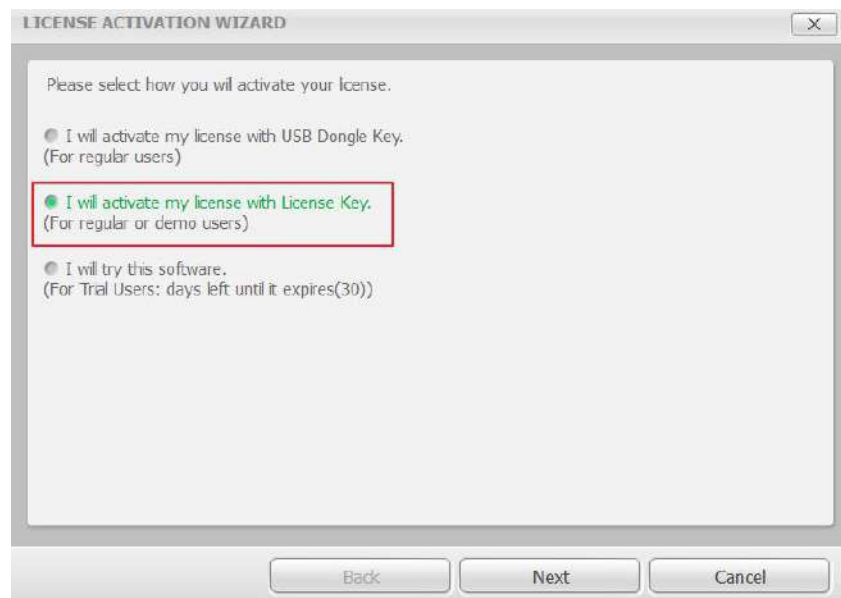 LICENSE ACTIVATION WIZARD
Please select how you will activate your license.
I will activate my license with USB Dongle Key.
(For regular users)
I will activate my license with License Key.
(For regular or demo users)
I will try this software.
(For Trial Users: days left until it expires(30))
Back Next Cancel